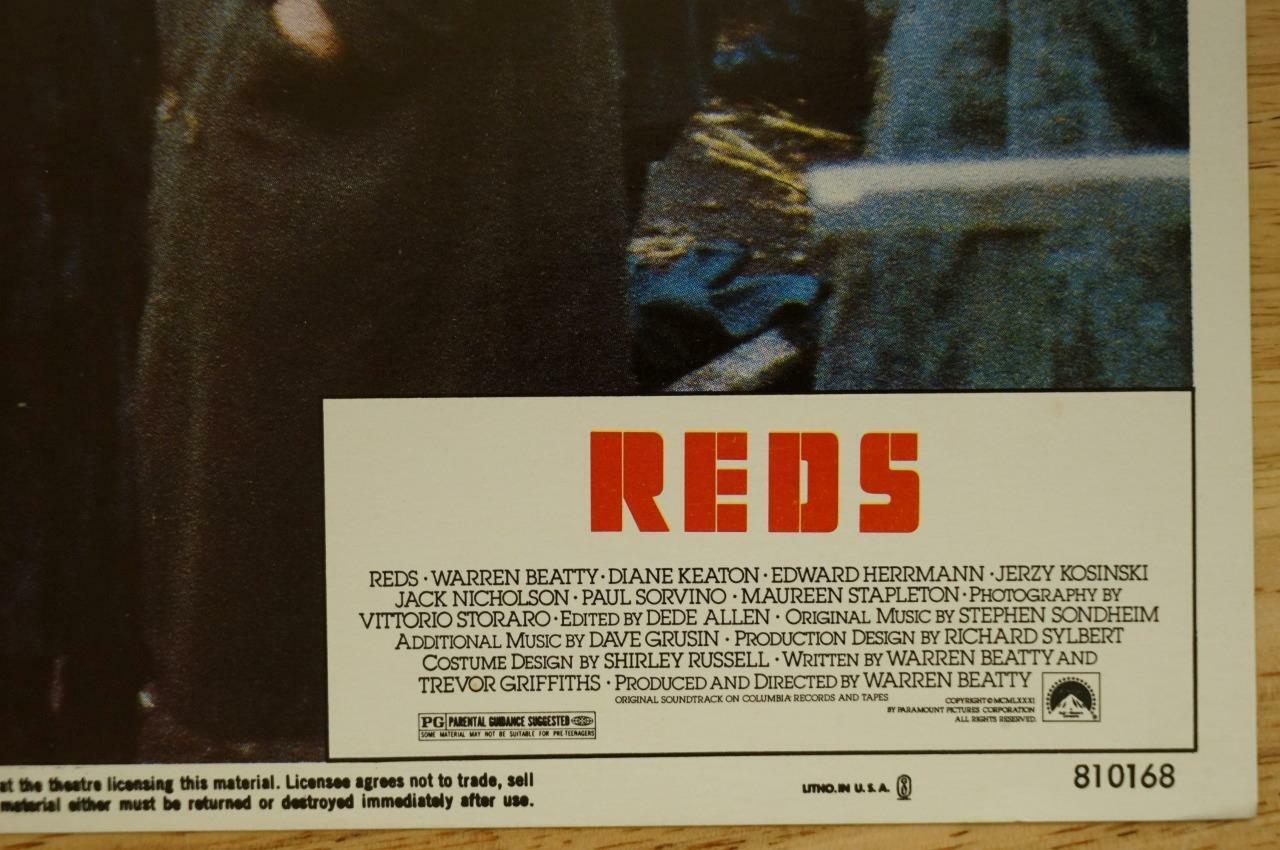 REDS
REDS · WARREN BEATTY · DIANE KEATON · EDWARD HERRMANN · JERZY KOSINSKI
JACK NICHOLSON · PAUL SORVINO · MAUREEN STAPLETON · PHOTOGRAPHY BY
VITTORIO STORARO · EDITED BY DEDE ALLEN · ORIGINAL MUSIC BY STEPHEN SONDHEIM
ADDITIONAL MUSIC BY DAVE GRUSIN · PRODUCTION DESIGN BY RICHARD SYLBERT
COSTUME DESIGN BY SHIRLEY RUSSELL · WRITTEN BY WARREN BEATTY AND
TREVOR GRIFFITHS · PRODUCED AND DIRECTED BY WARREN BEATTY
ORIGINAL SOUNDTRACK ON COLUMBIA RECORDS AND TAPES
COPYRIGHT © MCMLXXXI
BY PARAMOUNT PICTURES CORPORATION
ALL RIGHTS RESERVED.
PG PARENTAL GUIDANCE SUGGESTED
SOME MATERIAL MAY NOT BE SUITABLE FOR PRE-TEENAGERS
at the theatre licensing this material. Licensee agrees not to trade, sell
material either must be returned or destroyed immediately after use.
LITHO. IN U. S. A.
810168